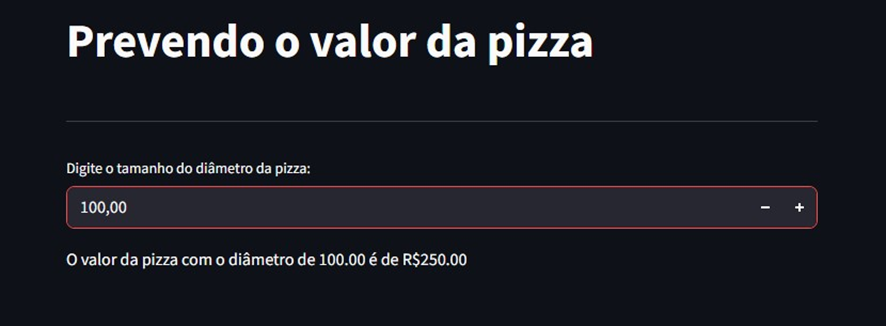 Prevendo o valor da pizza
Digite o tamanho do diâmetro da pizza:
100,00
O valor da pizza com o diâmetro de 100.00 é de R$250.00